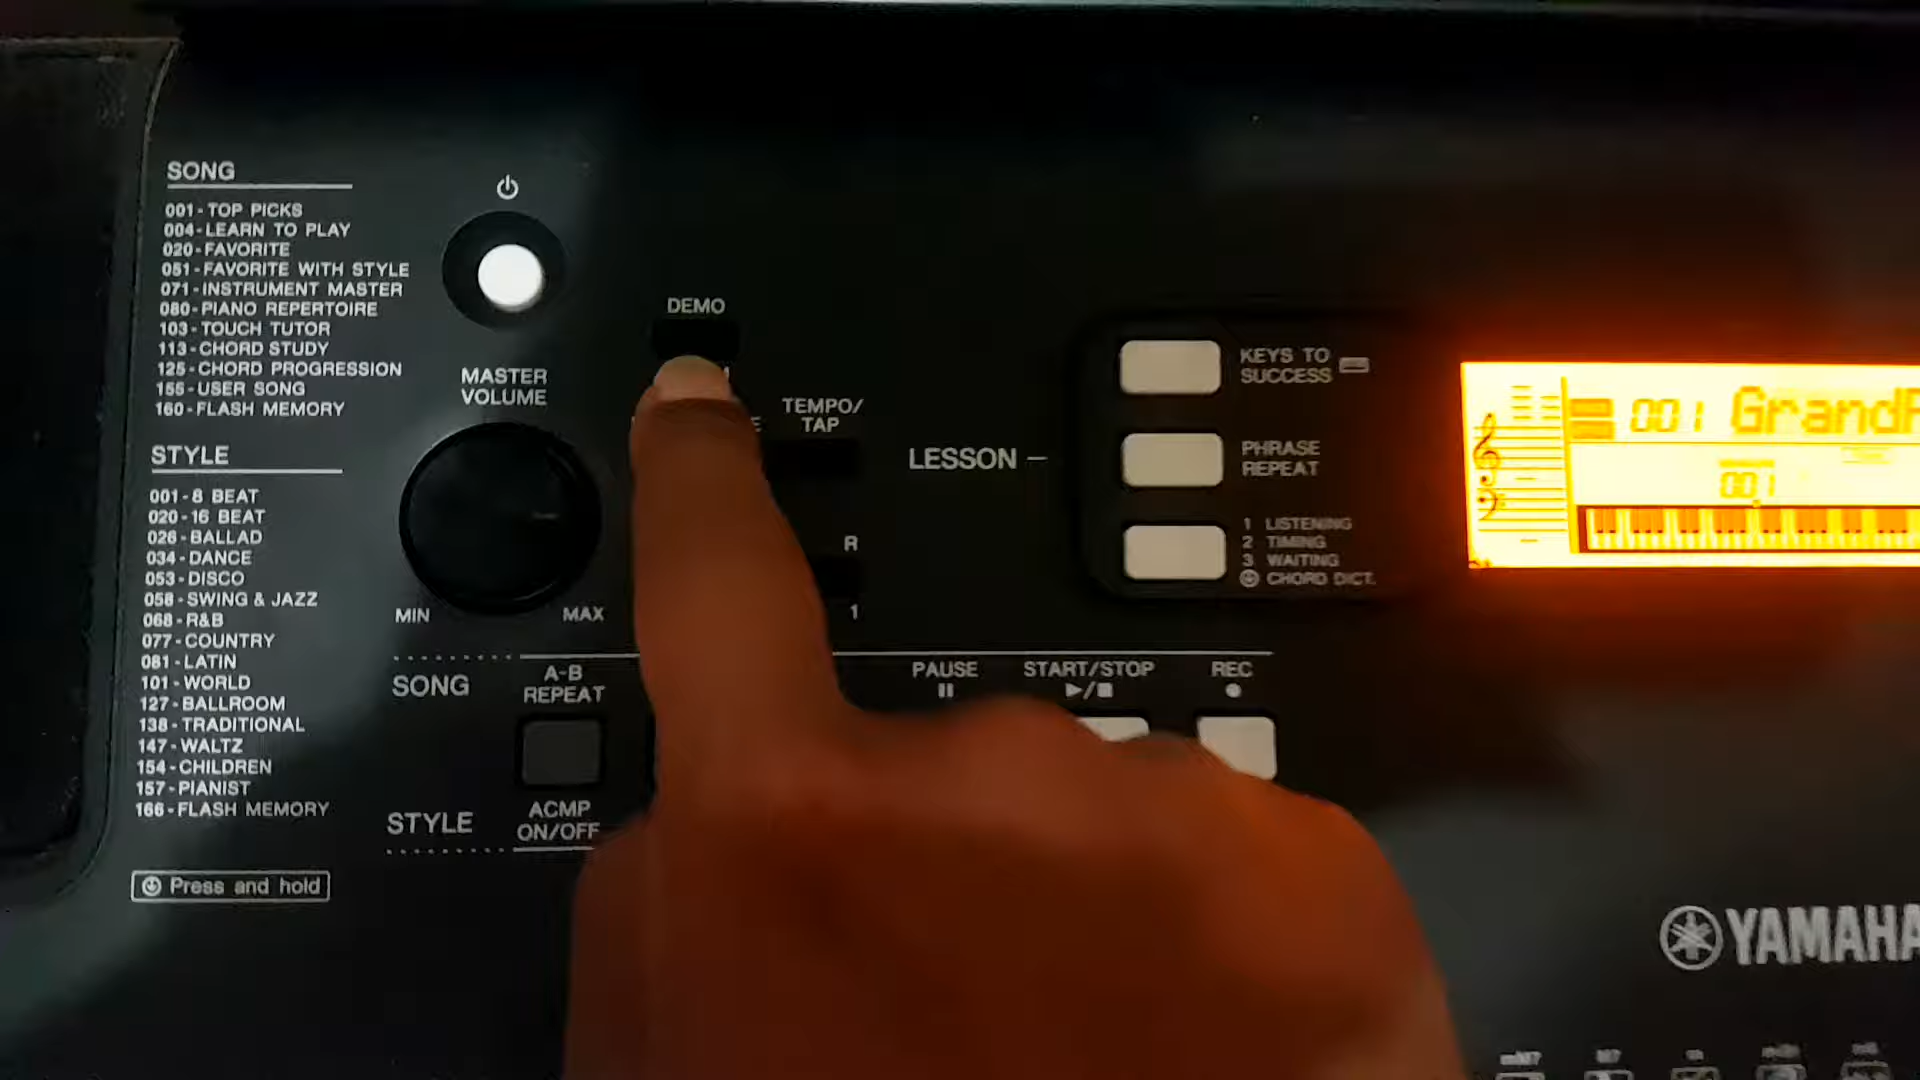 SONG
001-TOP PICKS
004-LEARN TO PLAY
020-FAVORITE
051-FAVORITE WITH STYLE
071-INSTRUMENT MASTER
080-PIANO REPERTOIRE
103-TOUCH TUTOR
113-CHORD STUDY
125-CHORD PROGRESSION
155-USER SONG
160-FLASH MEMORY
STYLE
001-8 BEAT
020-16 BEAT
026-BALLAD
034-DANCE
053-DISCO
058-SWING & JAZZ
068-R&B
077-COUNTRY
081-LATIN
101-WORLD
127-BALLROOM
138-TRADITIONAL
147-WALTZ
154-CHILDREN
157-PIANIST
166-FLASH MEMORY
Press and hold
MASTER
VOLUME
MIN MAX
DEMO
TEMPO/
TAP
R
1
LESSON
KEYS TO
SUCCESS
PHRASE
REPEAT
1 LISTENING
2 TIMING
3 WAITING
CHORD DICT.
SONG
A-B
REPEAT
PAUSE
START/STOP
REC
STYLE
ACMP
ON/OFF
001 GrandP
001
YAMAHA